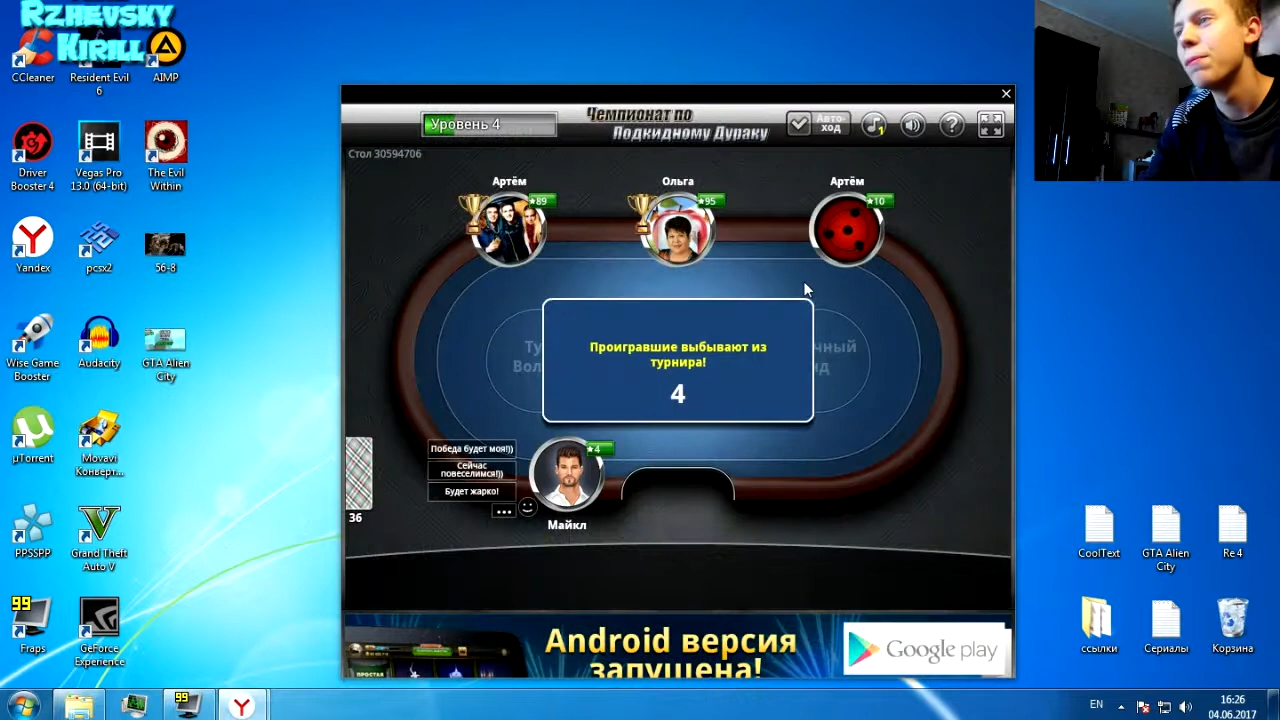 Rzhevsky
Kirill
CCleaner
Resident Evil
6
AIMP
Driver
Booster 4
Vegas Pro
13.0 (64-bit)
The Evil
Within
Yandex
pcsx2
56-8
Wise Game
Booster
Audacity
GTA Alien
City
µTorrent
Movavi
Конверт...
PPSSPP
Grand Theft
Auto V
99
Fraps
GeForce
Experience
Уровень 4
Чемпионат по
Подкидному Дураку
Авто-
ход
1
?
Стол 30594706
Артём
89
Ольга
95
Артём
10
Проигравшие выбывают из
турнира!
4
Победа будет моя!))
Сейчас
повеселимся!))
Будет жарко!
...
4
Майкл
36
Android версия
запущена!
Google play
CoolText
GTA Alien
City
Re 4
ссылки
Сериалы
Корзина
99
EN
16:26
04.06.2017